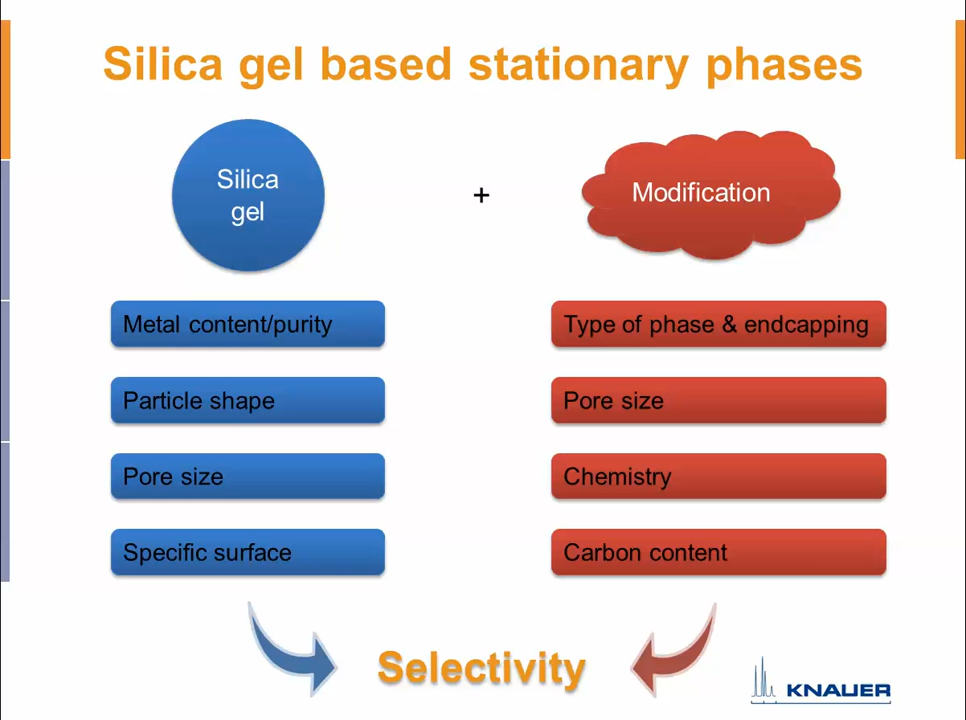 Silica gel based stationary phases
Silica
gel
+
Modification
Metal content/purity
Type of phase & endcapping
Particle shape
Pore size
Pore size
Chemistry
Specific surface
Carbon content
Selectivity
KNAUER